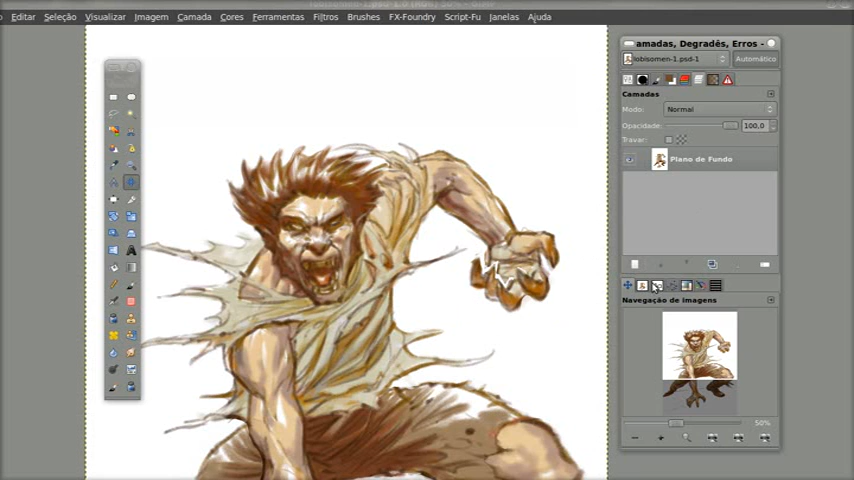 Editar Seleção Visualizar Imagem Camada Cores Ferramentas Filtros Brushes FX-Foundry Script-Fu Janelas Ajuda
amadas, Degradês, Erros -
lobisomen-1.psd-1 Automático
Camadas
Modo: Normal
Opacidade: 100,0
Travar:
Plano de Fundo
Navegação de imagens
50%